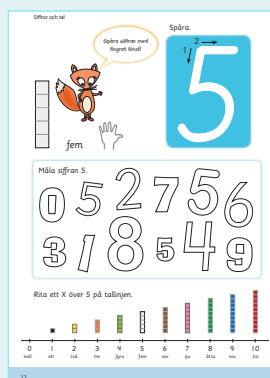 Siffror och tal
Spåra siffran med
fingret först!
Spåra.
1 2
5
fem
Måla siffran 5.
0 5 2 7 5 6
3 1 8 5 4 9
Rita ett X över 5 på tallinjen.
0 1 2 3 4 5 6 7 8 9 10
noll ett två tre fyra fem sex sju åtta nio tio
12